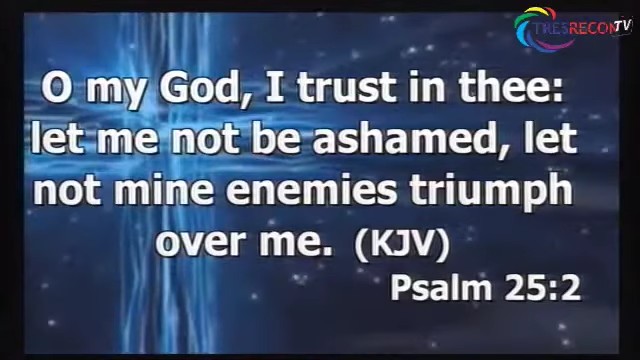 TRESRECON TV
O my God, I trust in thee:
let me not be ashamed, let
not mine enemies triumph
over me. (KJV)
Psalm 25:2